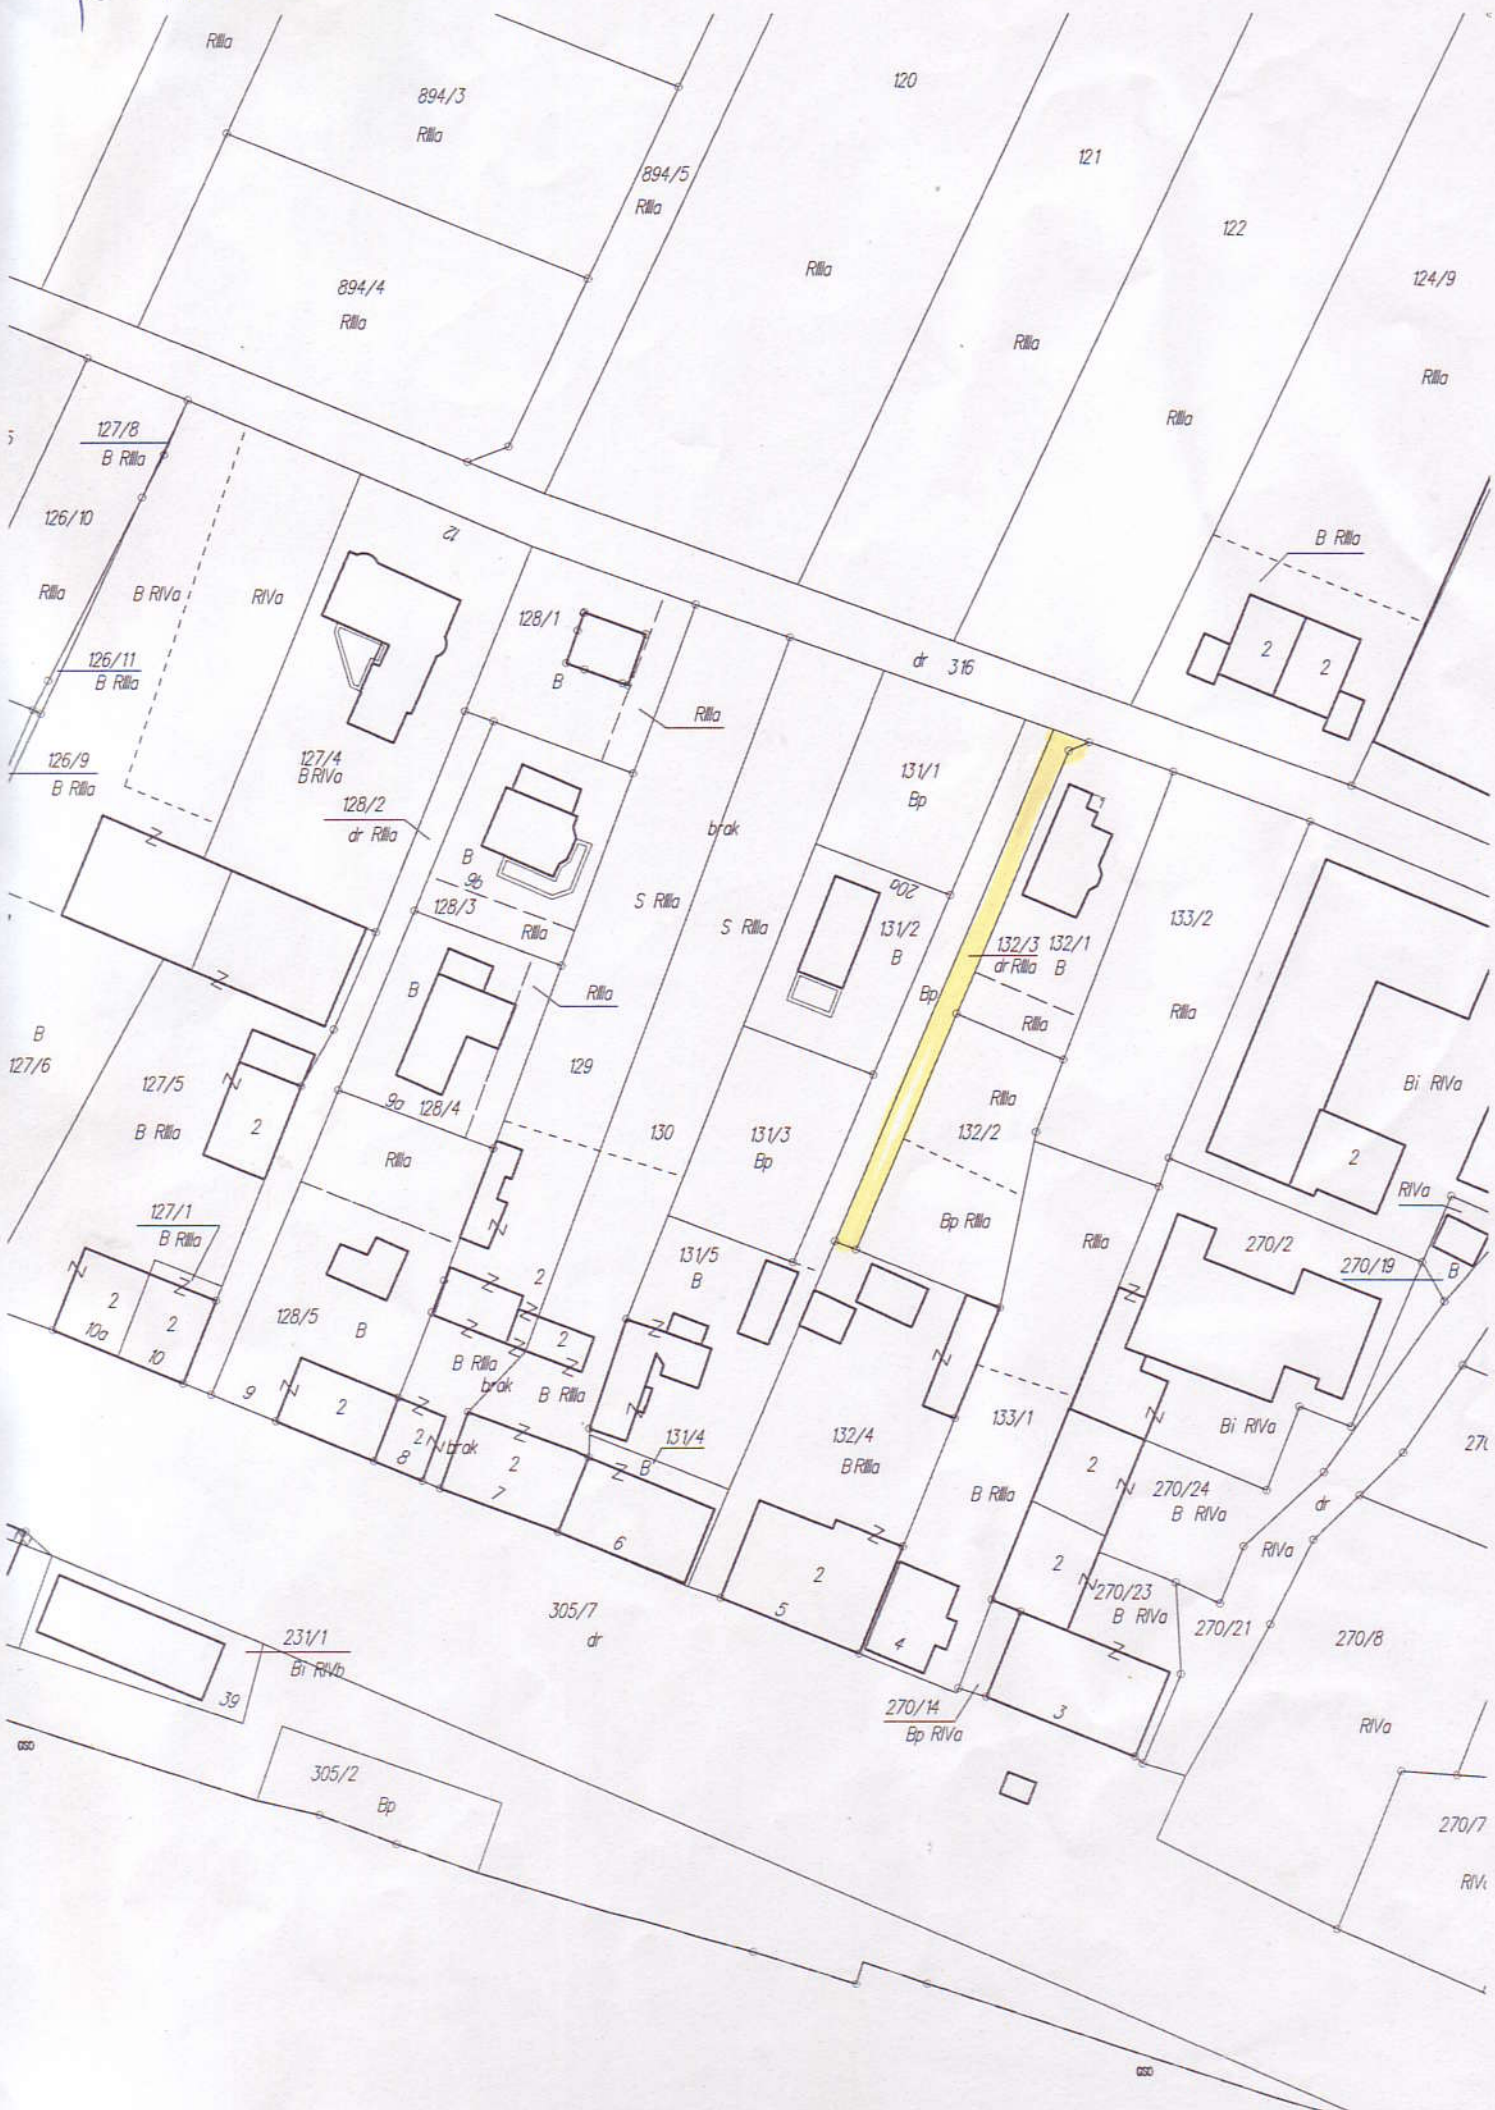 RIIIa
894/3
RIIIa
120
121
894/5
RIIIa
122
RIIIa
124/9
894/4
RIIIa
RIIIa
RIIIa
RIIIa
127/8
B RIIIa
126/10
12
B RIIIa
RIIIa
B RIVa
RIVa
128/1
2
2
126/11
B RIIIa
dr 316
B
RIIIa
126/9
B RIIIa
127/4
B RIVa
131/1
Bp
128/2
dr RIIIa
brak
B
9b
20a
128/3
RIIIa
S RIIIa
S RIIIa
131/2
B
132/3
dr RIIIa
132/1
B
133/2
B
RIIIa
Bp
RIIIa
RIIIa
B
127/6
129
127/5
B RIIIa
2
9a 128/4
RIIIa
130
131/3
Bp
RIIIa
132/2
Bi RIVa
2
RIVa
127/1
B RIIIa
Bp RIIIa
RIIIa
270/2
270/19
B
131/5
B
2
2
10a
2
10
128/5
B
2
B RIIIa
brak
B RIIIa
9
2
2
8
brak
2
7
131/4
B
132/4
B RIIIa
133/1
Bi RIVa
2
B RIIIa
270/24
B RIVa
dr
6
2
5
2
RIVa
270/23
B RIVa
305/7
dr
270/21
270/8
231/1
Bi RIVb
4
39
270/14
Bp RIVa
3
RIVa
305/2
Bp
270/7